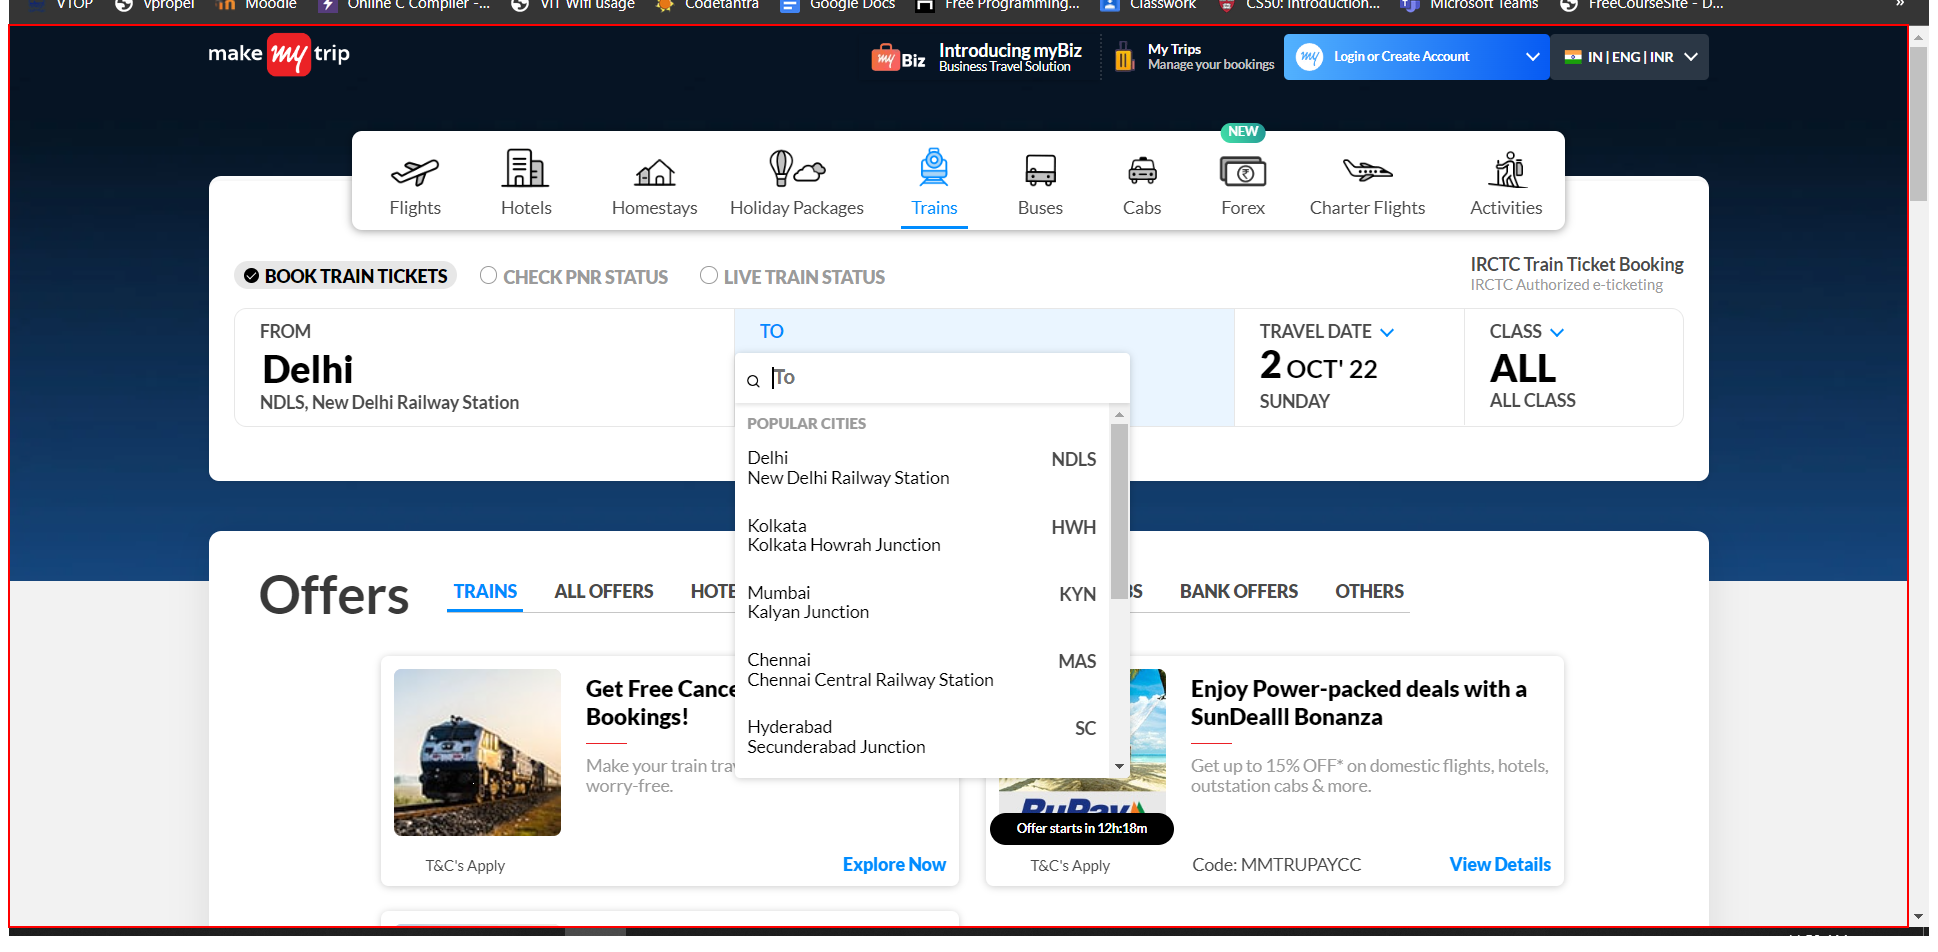 VTOP
vpropel
Moodle
Online C Compiler -...
VIT Wifi usage
Codetantra
Google Docs
Free Programming...
Classwork
CS50: Introduction...
Microsoft Teams
FreeCourseSite - D...
»
make my trip
my Biz
Introducing myBiz
Business Travel Solution
My Trips
Manage your bookings
my
Login or Create Account
IN | ENG | INR
NEW
Flights
Hotels
Homestays
Holiday Packages
Trains
Buses
Cabs
Forex
Charter Flights
Activities
BOOK TRAIN TICKETS
CHECK PNR STATUS
LIVE TRAIN STATUS
IRCTC Train Ticket Booking
IRCTC Authorized e-ticketing
FROM
Delhi
NDLS, New Delhi Railway Station
TO
To
TRAVEL DATE
2 OCT' 22
SUNDAY
CLASS
ALL
ALL CLASS
POPULAR CITIES
Delhi
New Delhi Railway Station
NDLS
Kolkata
Kolkata Howrah Junction
HWH
Mumbai
Kalyan Junction
KYN
Chennai
Chennai Central Railway Station
MAS
Hyderabad
Secunderabad Junction
SC
Offers
TRAINS
ALL OFFERS
HOTE
BS
BANK OFFERS
OTHERS
Get Free Cance
Bookings!
Make your train trav
worry-free.
T&C's Apply
Explore Now
Enjoy Power-packed deals with a
SunDealll Bonanza
Get up to 15% OFF* on domestic flights, hotels,
outstation cabs & more.
RuPay
Offer starts in 12h:18m
T&C's Apply
Code: MMTRUPAYCC
View Details